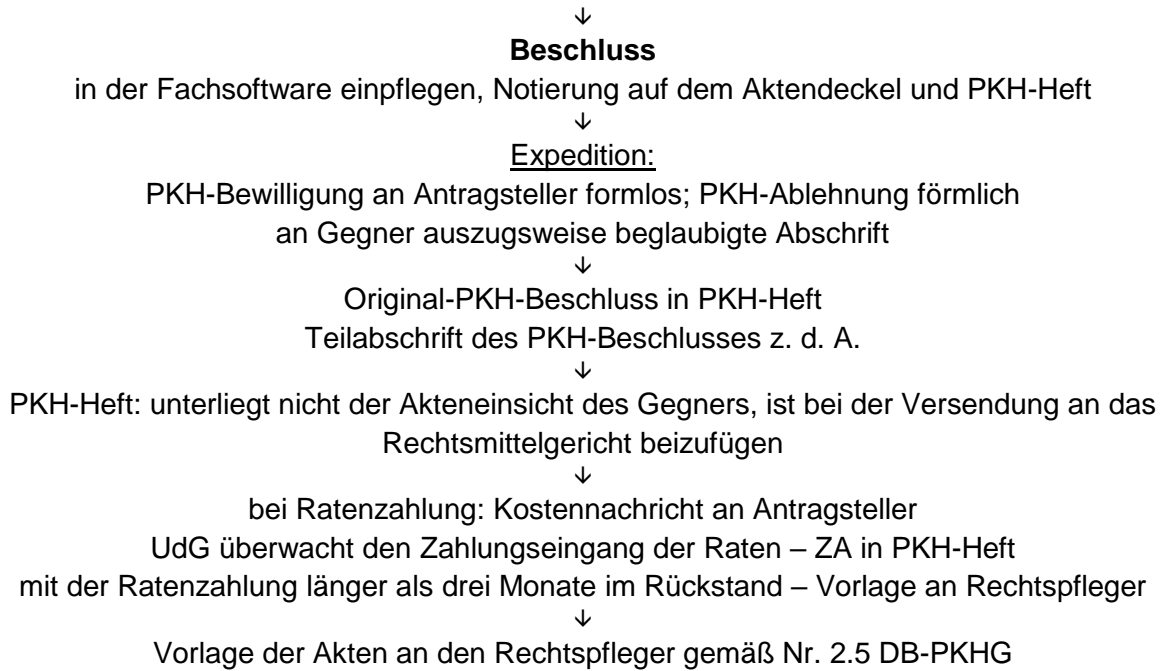 ↓
Beschluss
in der Fachsoftware einpflegen, Notierung auf dem Aktendeckel und PKH-Heft
↓
Expedition:
PKH-Bewilligung an Antragsteller formlos; PKH-Ablehnung förmlich
an Gegner auszugsweise beglaubigte Abschrift
↓
Original-PKH-Beschluss in PKH-Heft
Teilabschrift des PKH-Beschlusses z. d. A.
↓
PKH-Heft: unterliegt nicht der Akteneinsicht des Gegners, ist bei der Versendung an das
Rechtsmittelgericht beizufügen
↓
bei Ratenzahlung: Kostennachricht an Antragsteller
UdG überwacht den Zahlungseingang der Raten – ZA in PKH-Heft
mit der Ratenzahlung länger als drei Monate im Rückstand – Vorlage an Rechtspfleger
↓
Vorlage der Akten an den Rechtspfleger gemäß Nr. 2.5 DB-PKHG